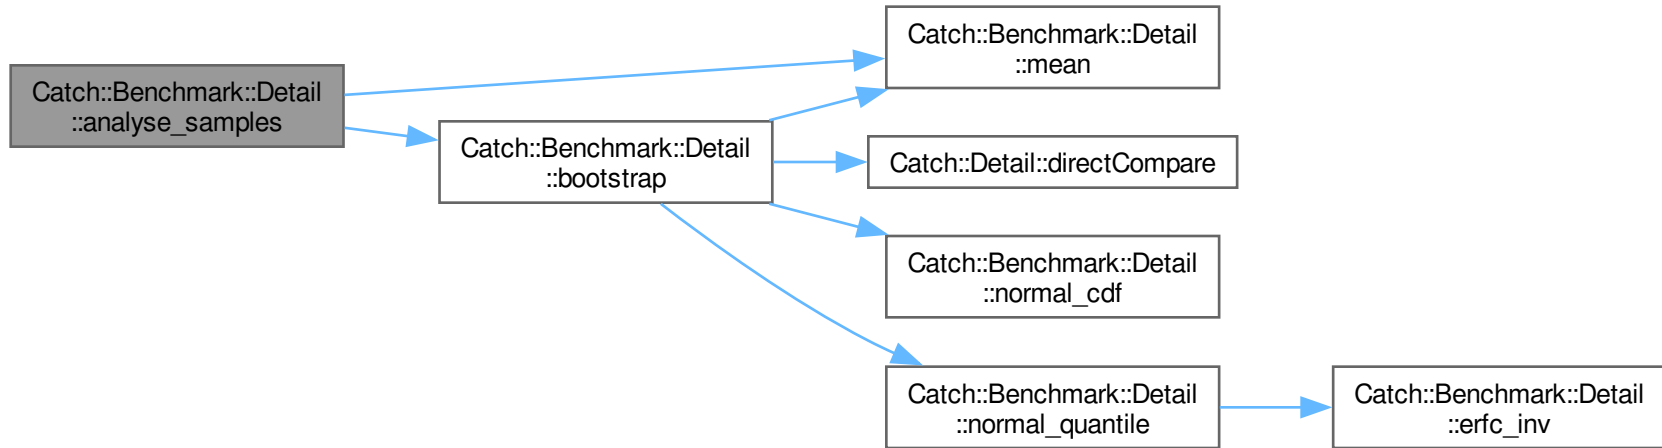 Catch::Benchmark::Detail
::analyse_samples
Catch::Benchmark::Detail
::bootstrap
Catch::Benchmark::Detail
::mean
Catch::Detail::directCompare
Catch::Benchmark::Detail
::normal_cdf
Catch::Benchmark::Detail
::normal_quantile
Catch::Benchmark::Detail
::erfc_inv